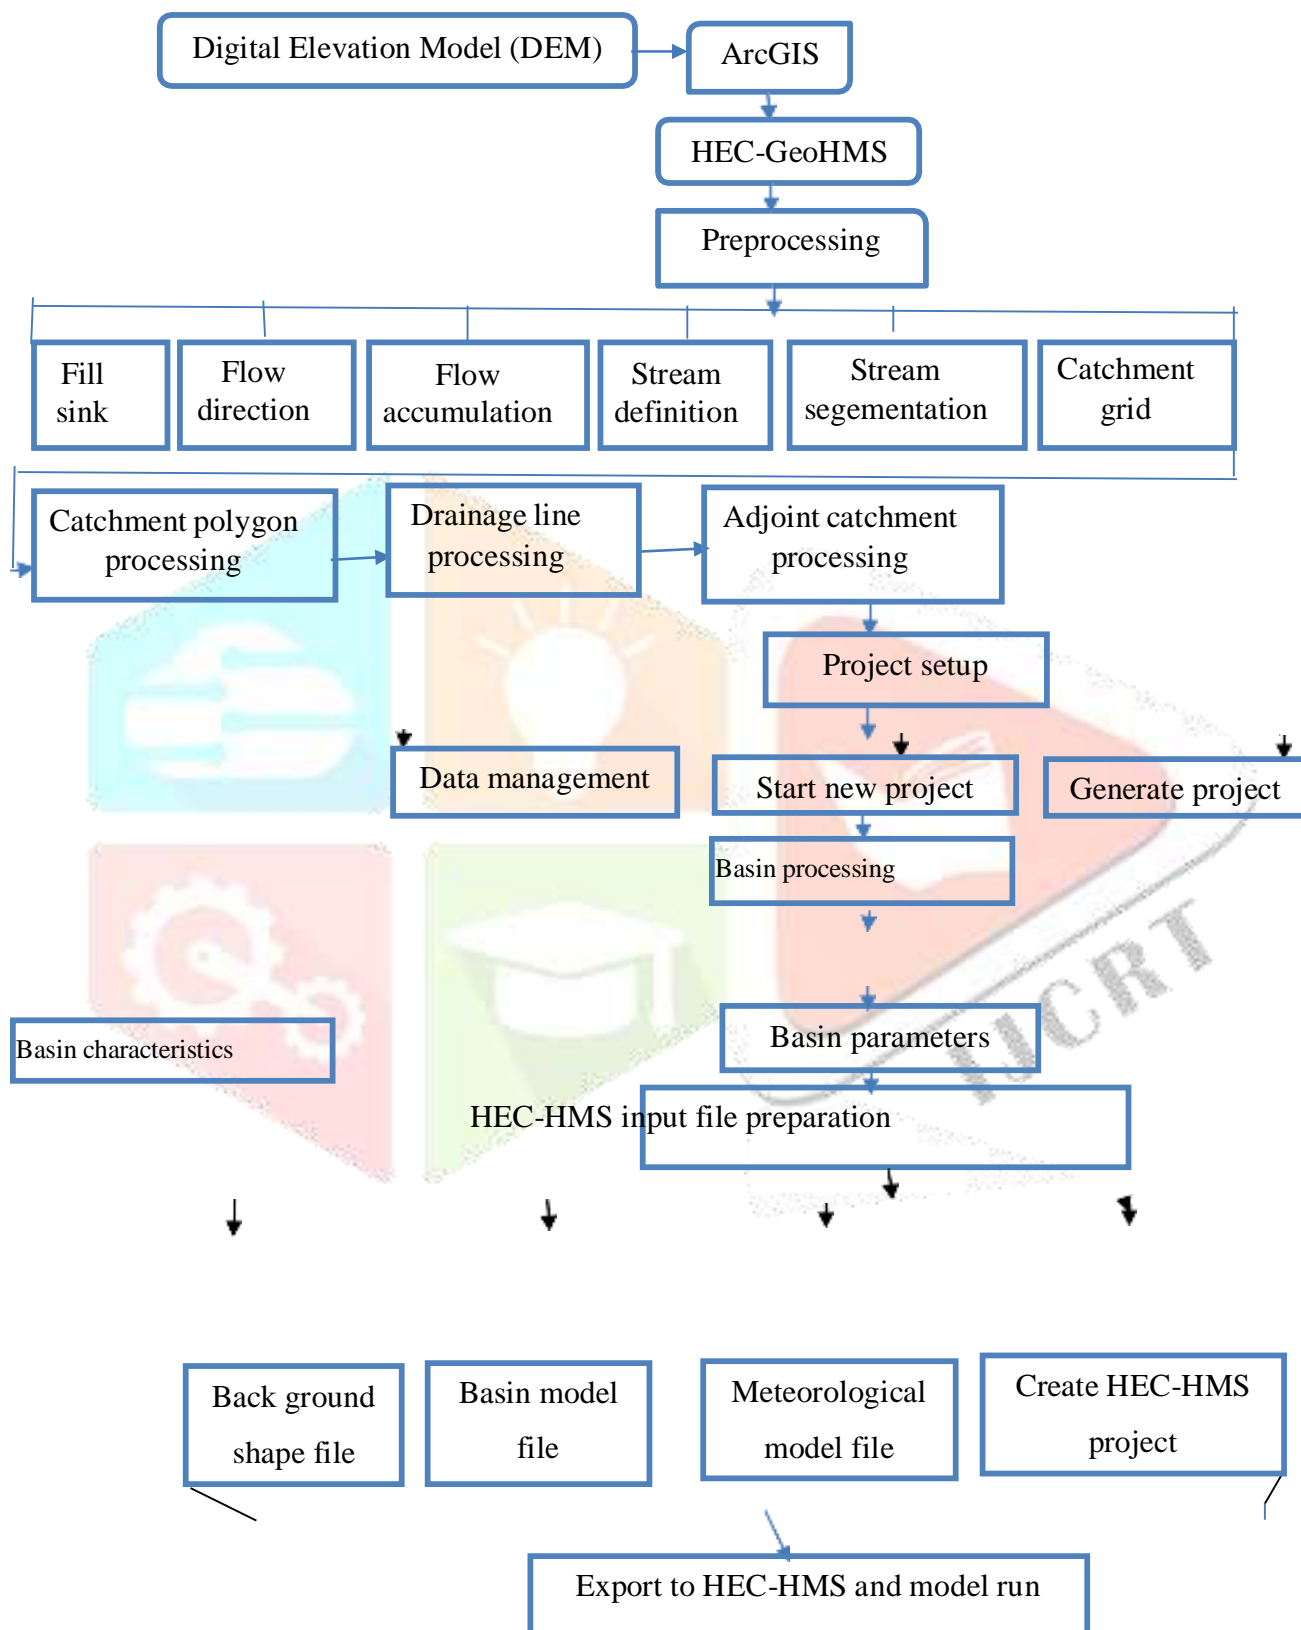 Digital Elevation Model (DEM)
ArcGIS
HEC-GeoHMS
Preprocessing
Fill
sink
Flow
direction
Flow
accumulation
Stream
definition
Stream
segementation
Catchment
grid
Catchment polygon
processing
Drainage line
processing
Adjoint catchment
processing
Project setup
Data management
Start new project
Generate project
Basin processing
Basin characteristics
Basin parameters
IJCRT
HEC-HMS input file preparation
Back ground
shape file
Basin model
file
Meteorological
model file
Create HEC-HMS
project
Export to HEC-HMS and model run